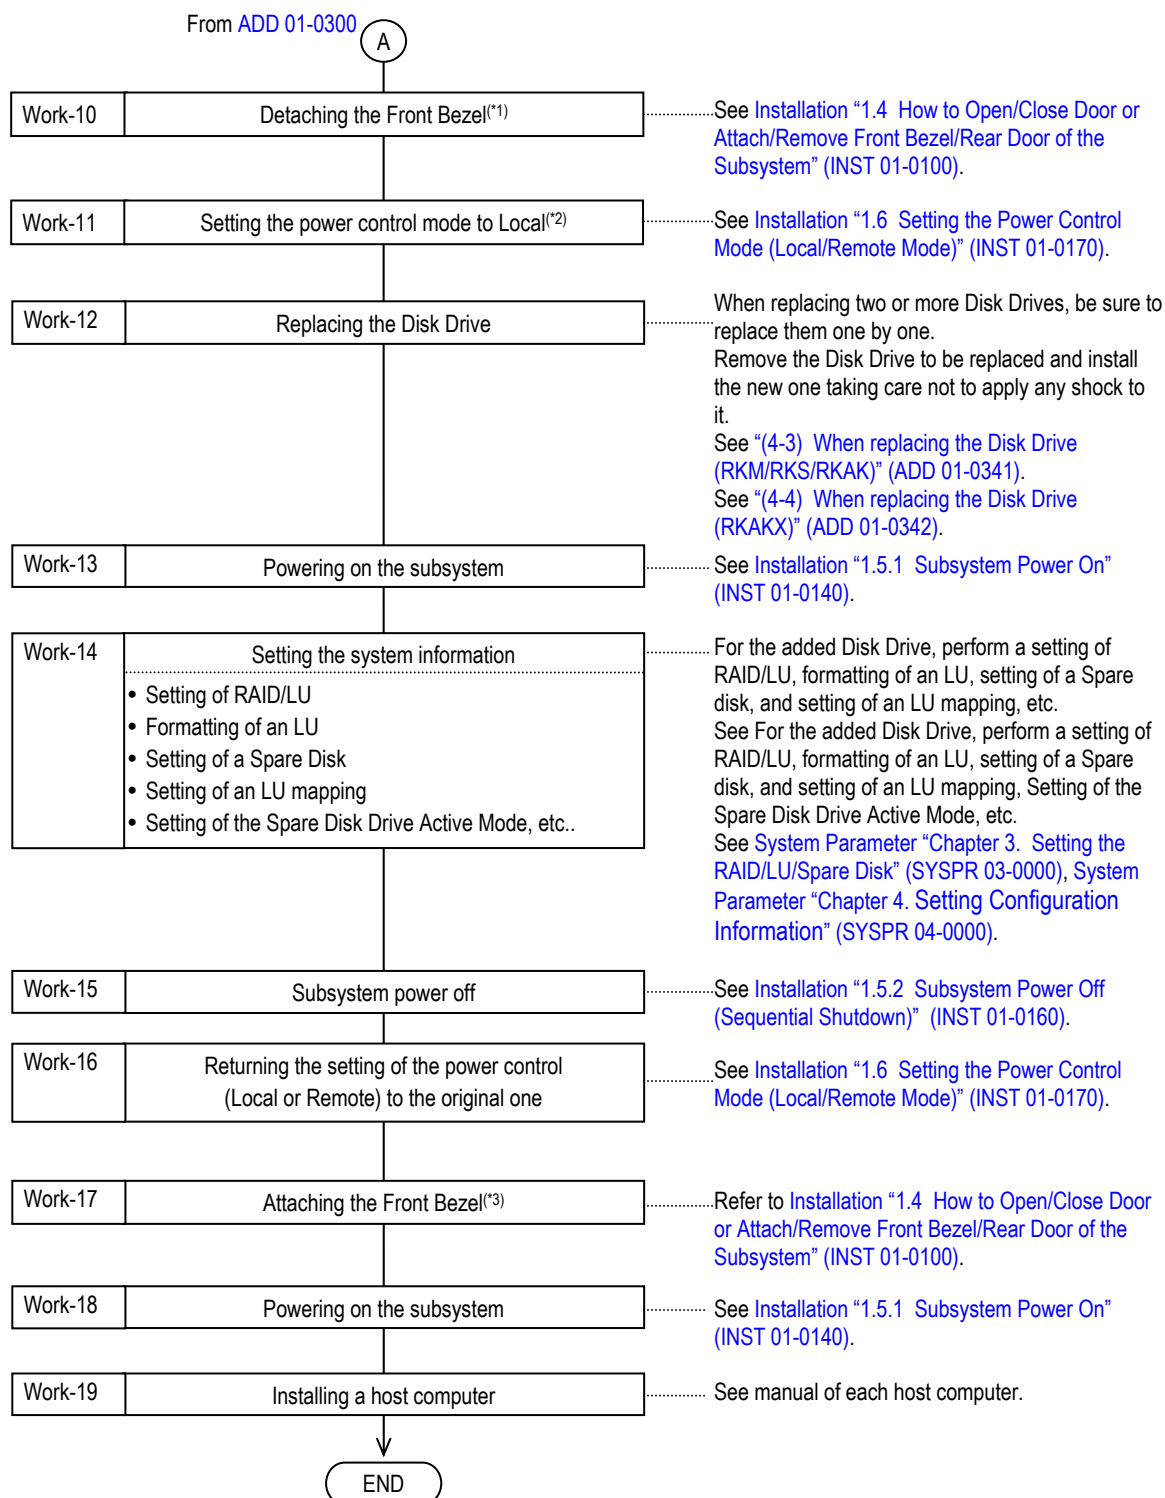 From ADD 01-0300
A
Work-10
Detaching the Front Bezel(*1)
See Installation “1.4 How to Open/Close Door or
Attach/Remove Front Bezel/Rear Door of the
Subsystem” (INST 01-0100).
Work-11
Setting the power control mode to Local(*2)
See Installation “1.6 Setting the Power Control
Mode (Local/Remote Mode)” (INST 01-0170).
Work-12
Replacing the Disk Drive
When replacing two or more Disk Drives, be sure to
replace them one by one.
Remove the Disk Drive to be replaced and install
the new one taking care not to apply any shock to
it.
See “(4-3) When replacing the Disk Drive
(RKM/RKS/RKAK)” (ADD 01-0341).
See “(4-4) When replacing the Disk Drive
(RKAKX)” (ADD 01-0342).
Work-13
Powering on the subsystem
See Installation “1.5.1 Subsystem Power On”
(INST 01-0140).
Work-14
Setting the system information
• Setting of RAID/LU
• Formatting of an LU
• Setting of a Spare Disk
• Setting of an LU mapping
• Setting of the Spare Disk Drive Active Mode, etc..
For the added Disk Drive, perform a setting of
RAID/LU, formatting of an LU, setting of a Spare
disk, and setting of an LU mapping, etc.
See For the added Disk Drive, perform a setting of
RAID/LU, formatting of an LU, setting of a Spare
disk, and setting of an LU mapping, Setting of the
Spare Disk Drive Active Mode, etc.
See System Parameter “Chapter 3. Setting the
RAID/LU/Spare Disk” (SYSPR 03-0000), System
Parameter “Chapter 4. Setting Configuration
Information” (SYSPR 04-0000).
Work-15
Subsystem power off
See Installation “1.5.2 Subsystem Power Off
(Sequential Shutdown)” (INST 01-0160).
Work-16
Returning the setting of the power control
(Local or Remote) to the original one
See Installation “1.6 Setting the Power Control
Mode (Local/Remote Mode)” (INST 01-0170).
Work-17
Attaching the Front Bezel(*3)
Refer to Installation “1.4 How to Open/Close Door
or Attach/Remove Front Bezel/Rear Door of the
Subsystem” (INST 01-0100).
Work-18
Powering on the subsystem
See Installation “1.5.1 Subsystem Power On”
(INST 01-0140).
Work-19
Installing a host computer
See manual of each host computer.
END